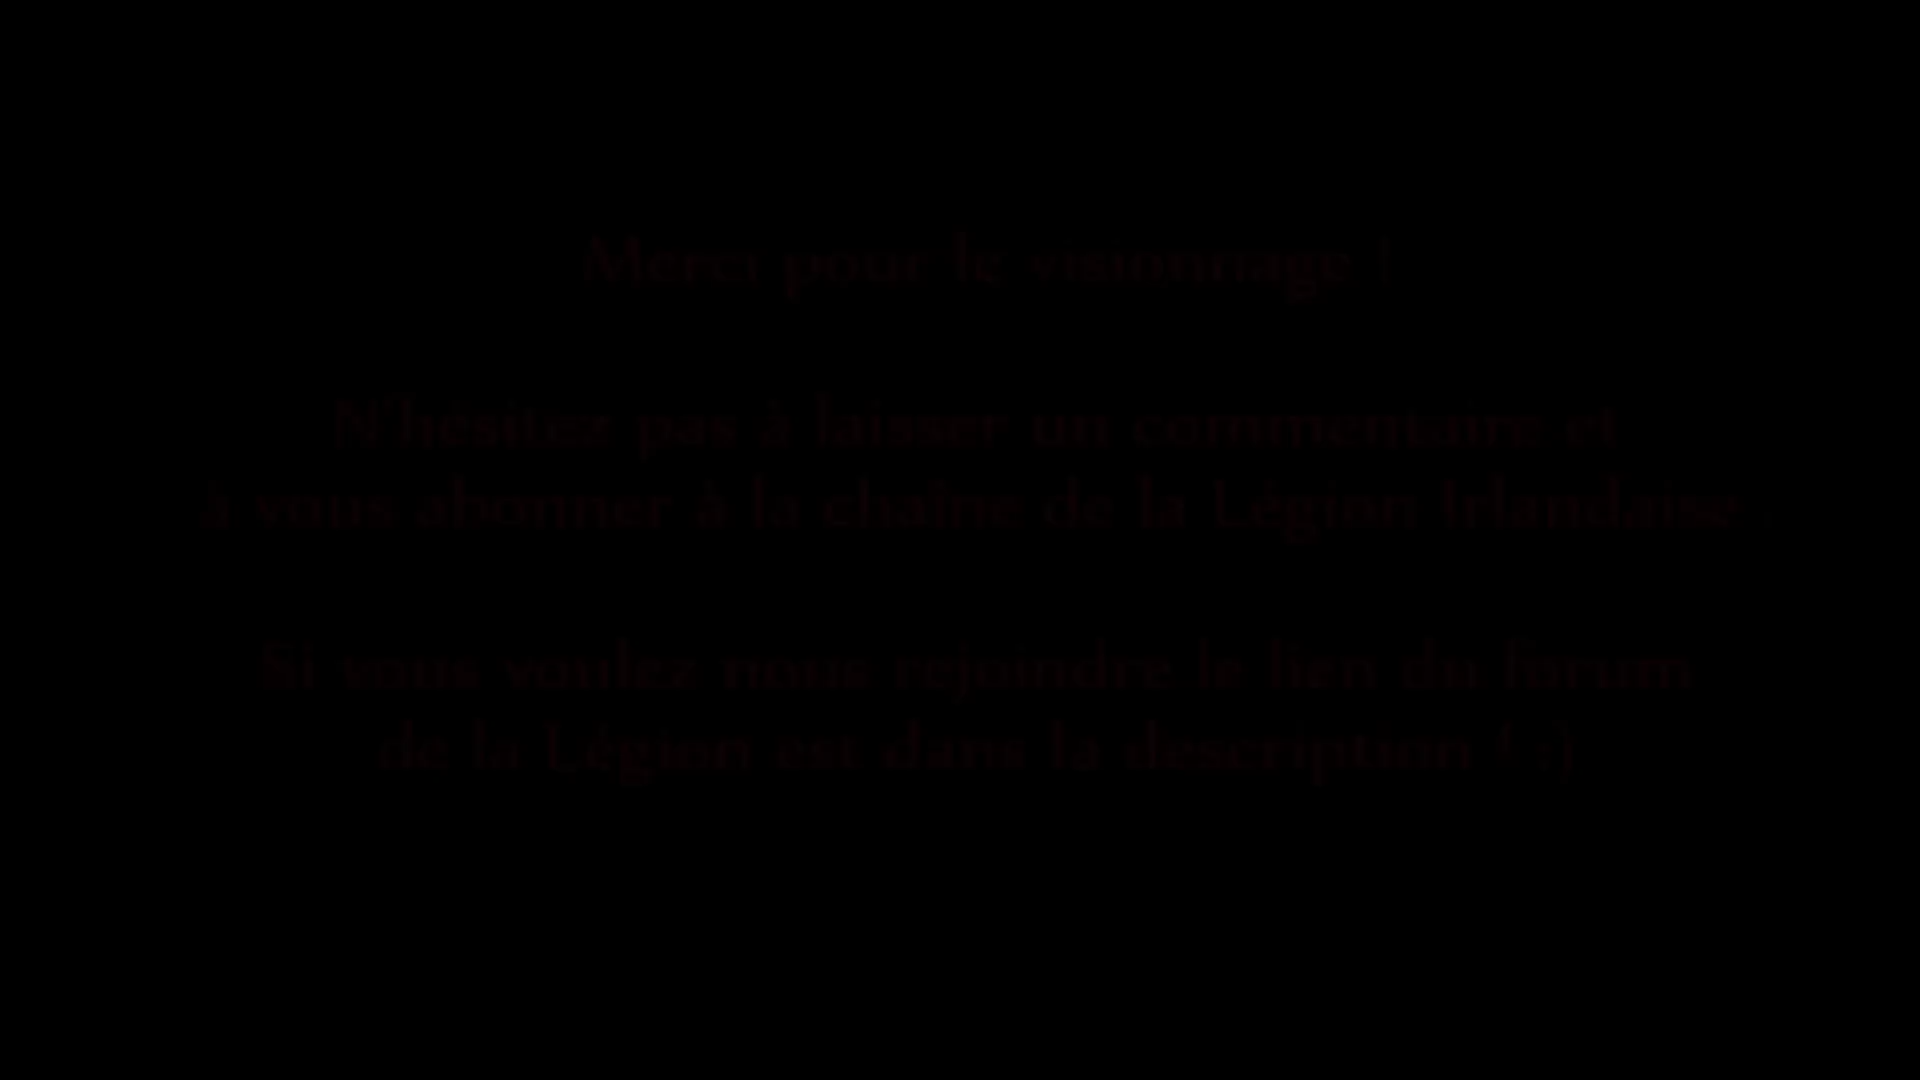 Merci pour le visionnage !
N'hésitez pas à laisser un commentaire et
à vous abonner à la chaîne de la Légion Irlandaise
Si vous voulez nous rejoindre le lien du forum
de la Légion est dans la description ! :)